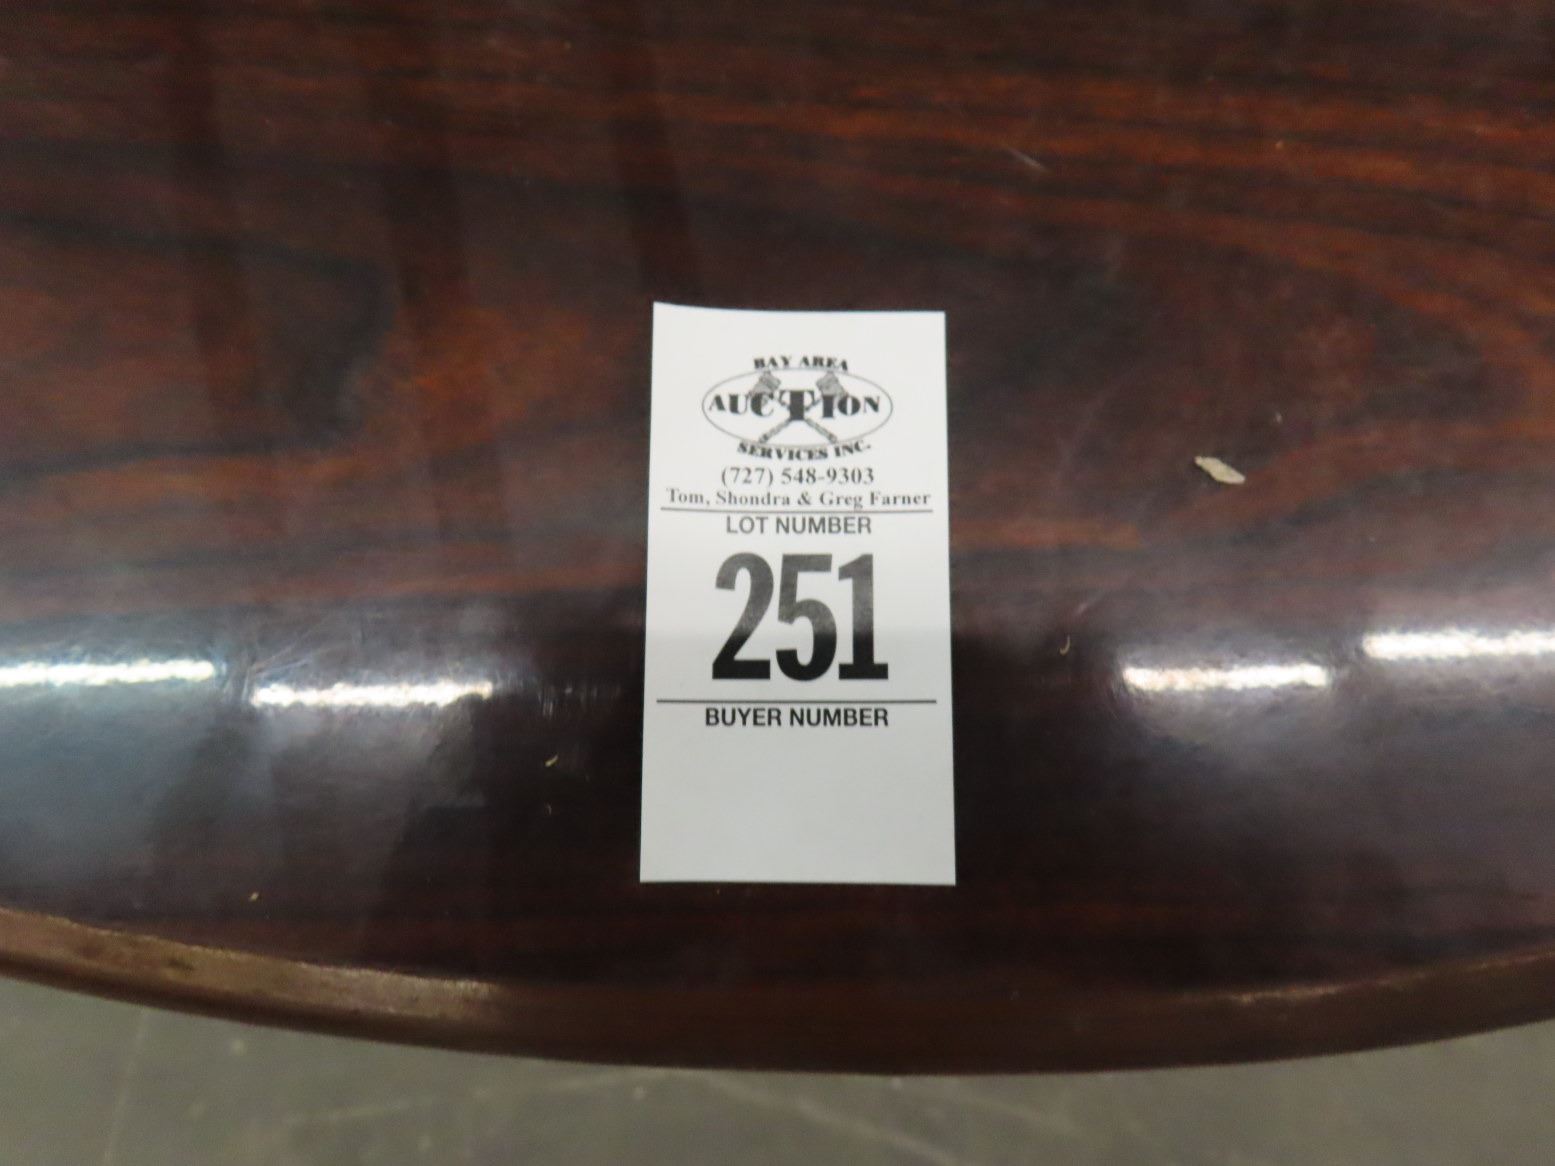 BAY AREA
AUCTION
SERVICES INC.
(727) 548-9303
Tom, Shondra & Greg Farner
LOT NUMBER
251
BUYER NUMBER